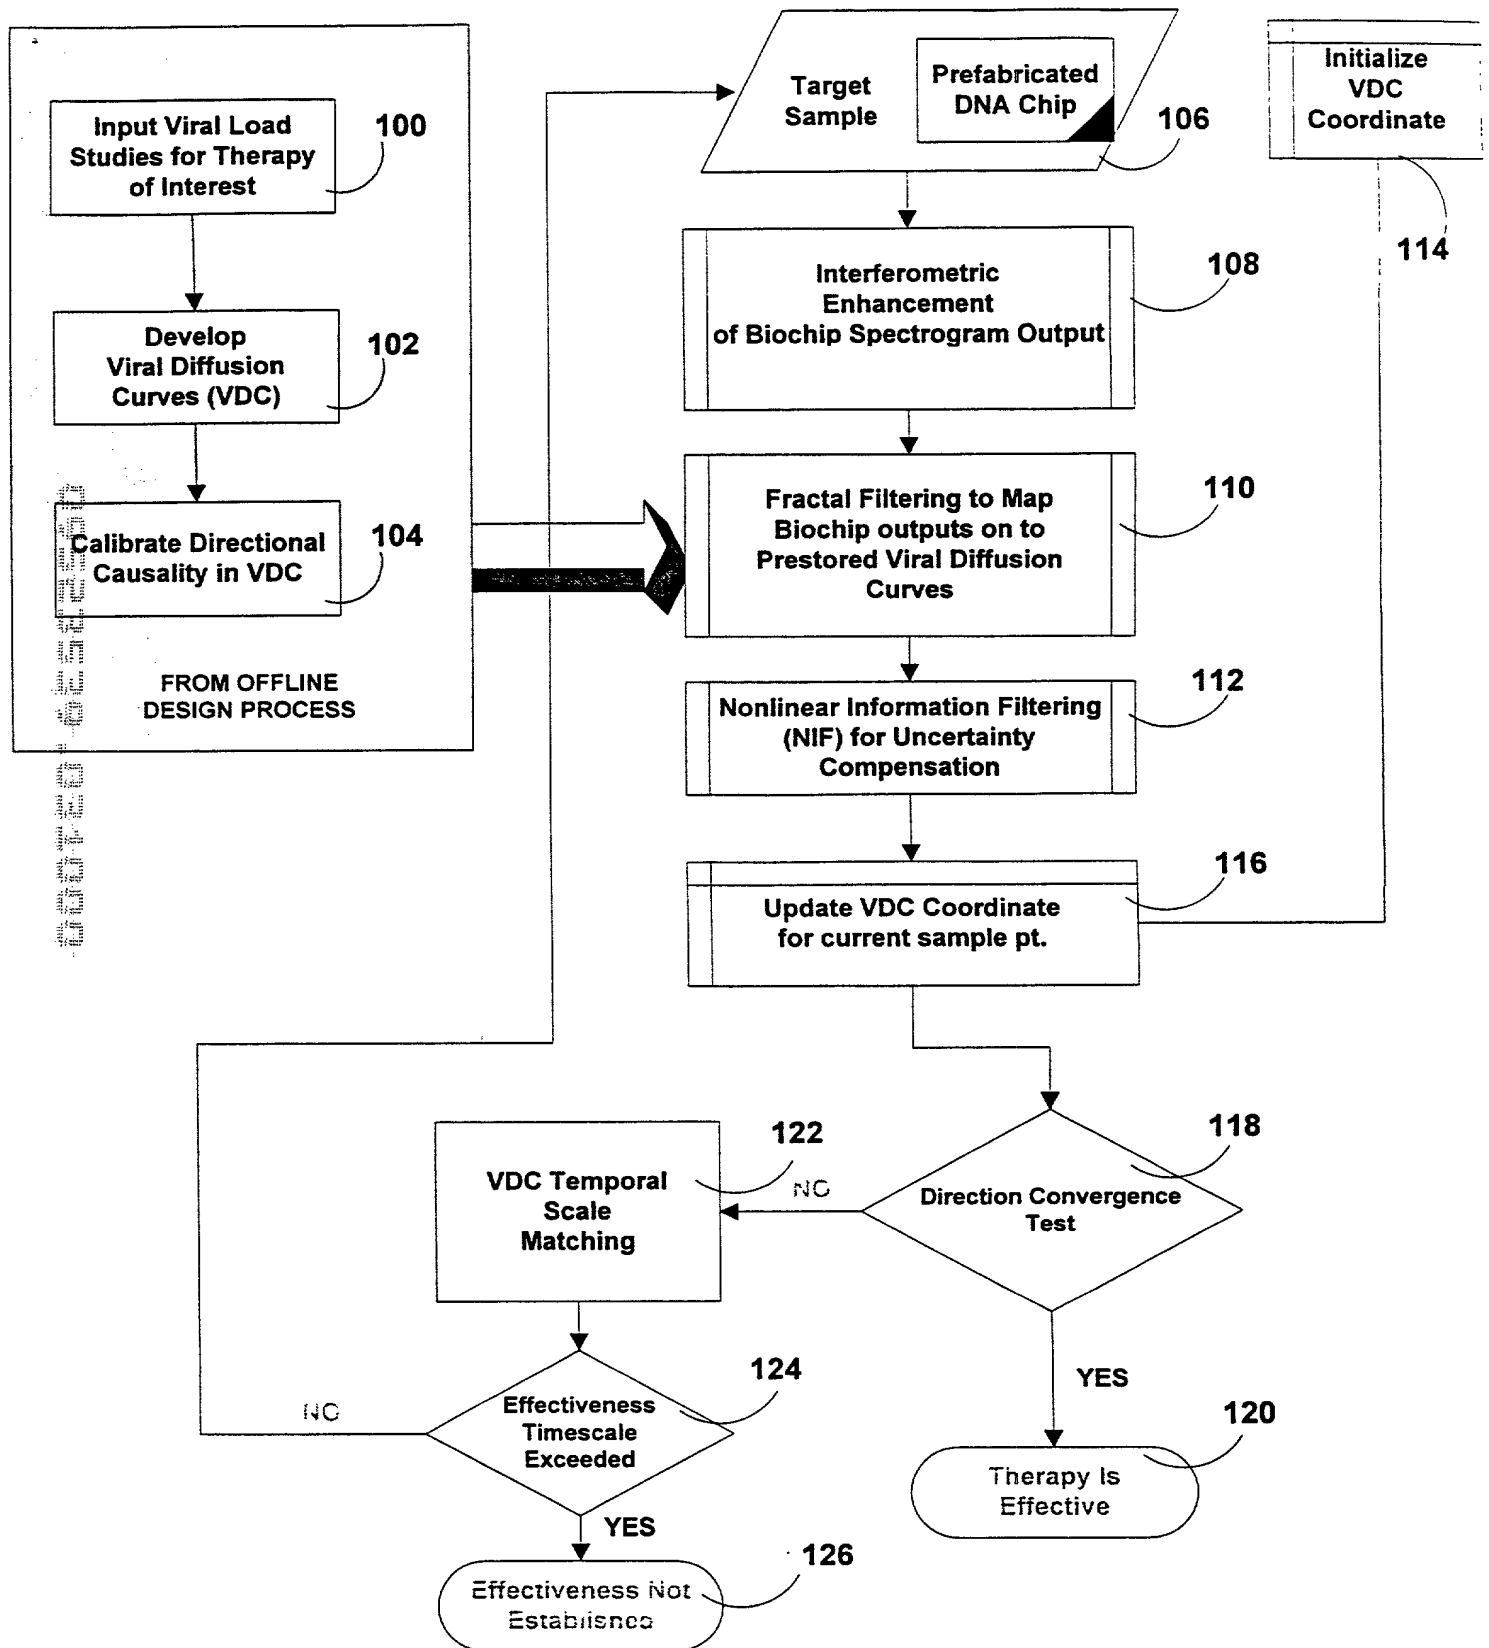 Input Viral Load
Studies for Therapy
of Interest
100
Develop
Viral Diffusion
Curves (VDC)
102
Calibrate Directional
Causality in VDC
104
FROM OFFLINE
DESIGN PROCESS
Target
Sample
Prefabricated
DNA Chip
106
Initialize
VDC
Coordinate
114
Interferometric
Enhancement
of Biochip Spectrogram Output
108
Fractal Filtering to Map
Biochip outputs on to
Prestored Viral Diffusion
Curves
110
Nonlinear Information Filtering
(NIF) for Uncertainty
Compensation
112
Update VDC Coordinate
for current sample pt.
116
Direction Convergence
Test
118
NO
VDC Temporal
Scale
Matching
122
YES
Therapy Is
Effective
120
Effectiveness
Timescale
Exceeded
124
NO
YES
Effectiveness Not
Established
126